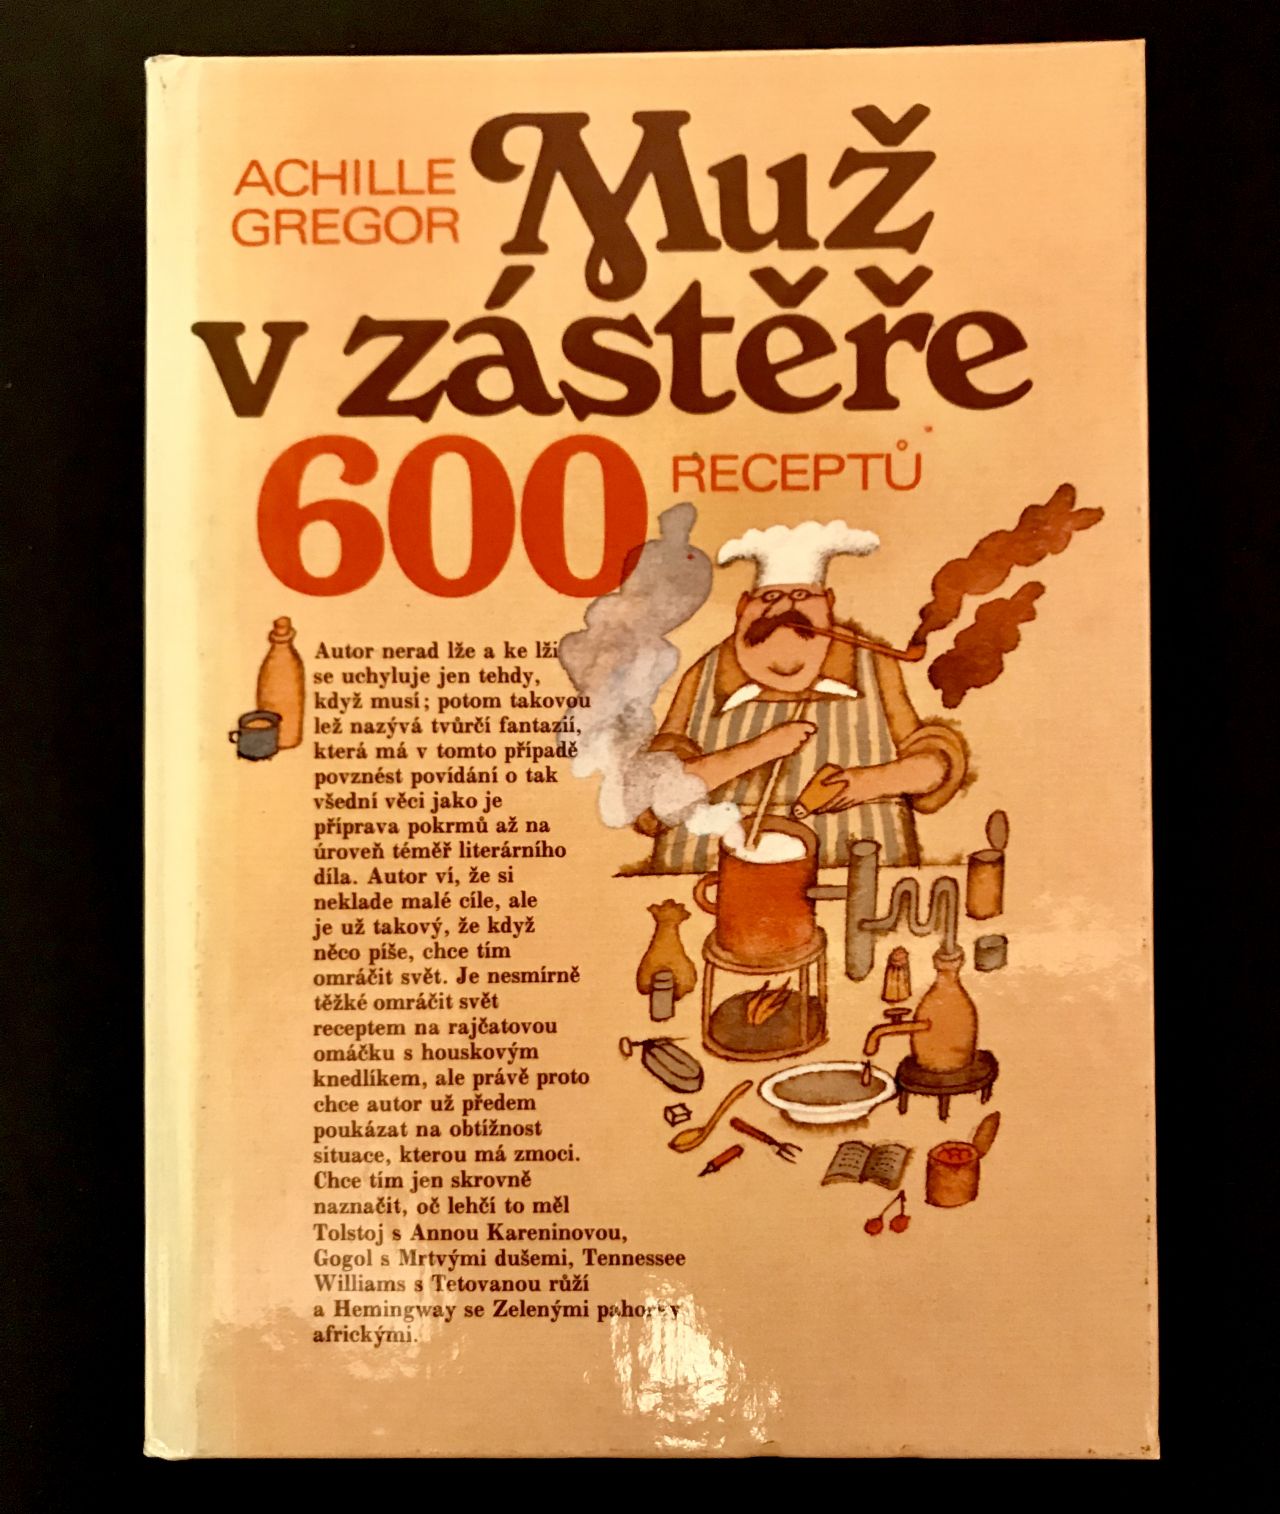 ACHILLE
GREGOR
Muž
v zástěře
600 RECEPTŮ
Autor nerad lže a ke lži
se uchyluje jen tehdy,
když musí; potom takovou
lež nazývá tvůrčí fantazií,
která má v tomto případě
povznést povídání o tak
všední věci jako je
příprava pokrmů až na
úroveň téměř literárního
díla. Autor ví, že si
neklade malé cíle, ale
je už takový, že když
něco píše, chce tím
omráčit svět. Je nesmírně
těžké omráčit svět
receptem na rajčatovou
omáčku s houskovým
knedlíkem, ale právě proto
chce autor už předem
poukázat na obtížnost
situace, kterou má zmoci.
Chce tím jen skrovně
naznačit, oč lehčí to měl
Tolstoj s Annou Kareninovou,
Gogol s Mrtvými dušemi, Tennessee
Williams s Tetovanou růží
a Hemingway se Zelenými pahorky
africkými.